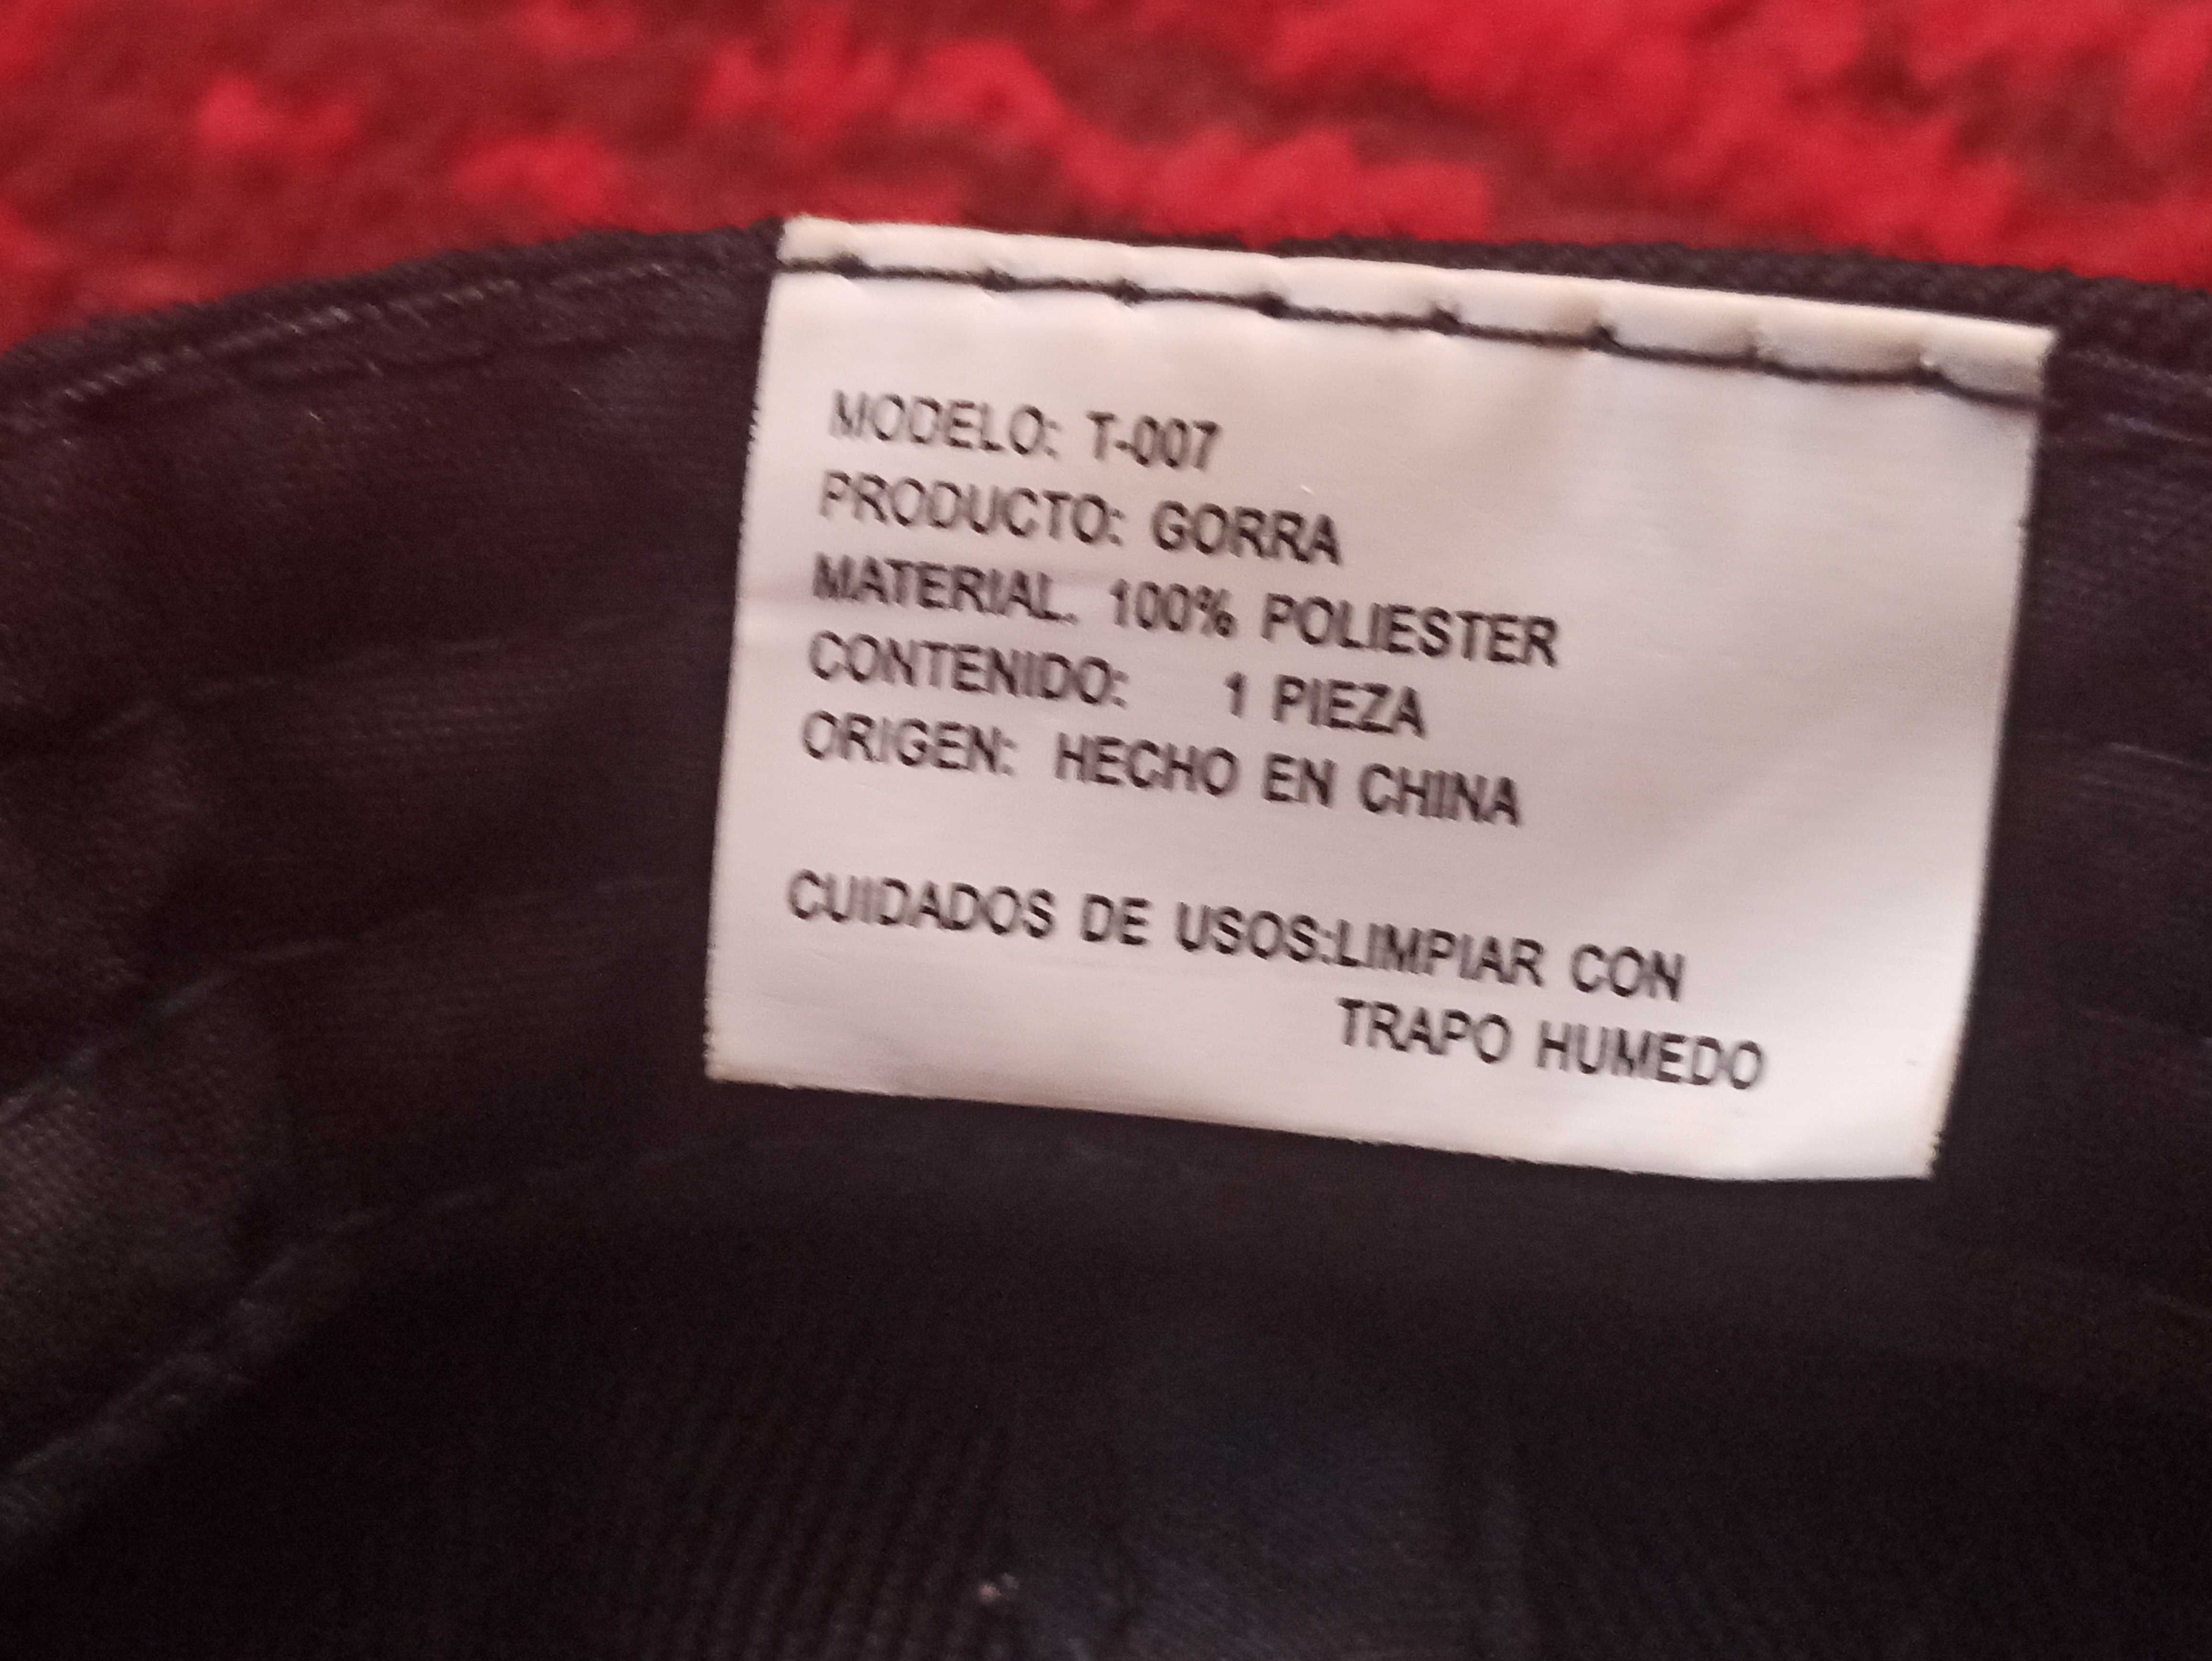 MODELO: T-007
PRODUCTO: GORRA
MATERIAL. 100% POLIESTER
CONTENIDO: 1 PIEZA
ORIGEN: HECHO EN CHINA
CUIDADOS DE USOS:LIMPIAR CON
TRAPO HUMEDO